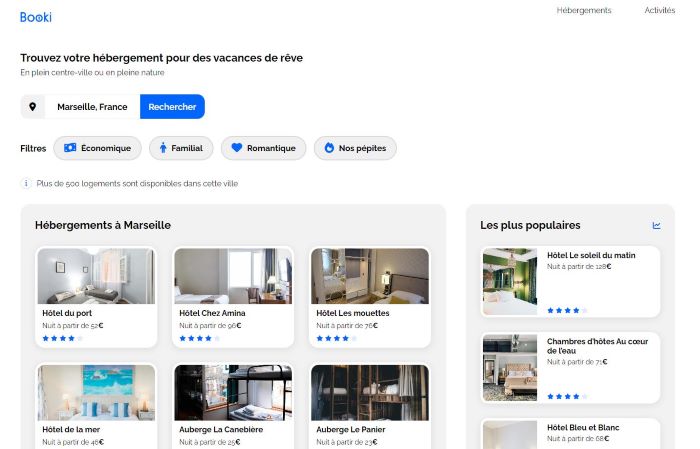 Booki
Hébergements
Activités
Trouvez votre hébergement pour des vacances de rêve
En plein centre-ville ou en pleine nature
Marseille, France
Rechercher
Filtres
Économique
Familial
Romantique
Nos pépites
Plus de 500 logements sont disponibles dans cette ville
Hébergements à Marseille
Hôtel du port
Nuit à partir de 52€
Hôtel Chez Amina
Nuit à partir de 96€
Hôtel Les mouettes
Nuit à partir de 76€
Hôtel de la mer
Nuit à partir de 46€
Auberge La Canebière
Nuit à partir de 25€
Auberge Le Panier
Nuit à partir de 23€
Les plus populaires
Hôtel Le soleil du matin
Nuit à partir de 128€
Chambres d'hôtes Au cœur
de l'eau
Nuit à partir de 71€
Hôtel Bleu et Blanc
Nuit à partir de 68€